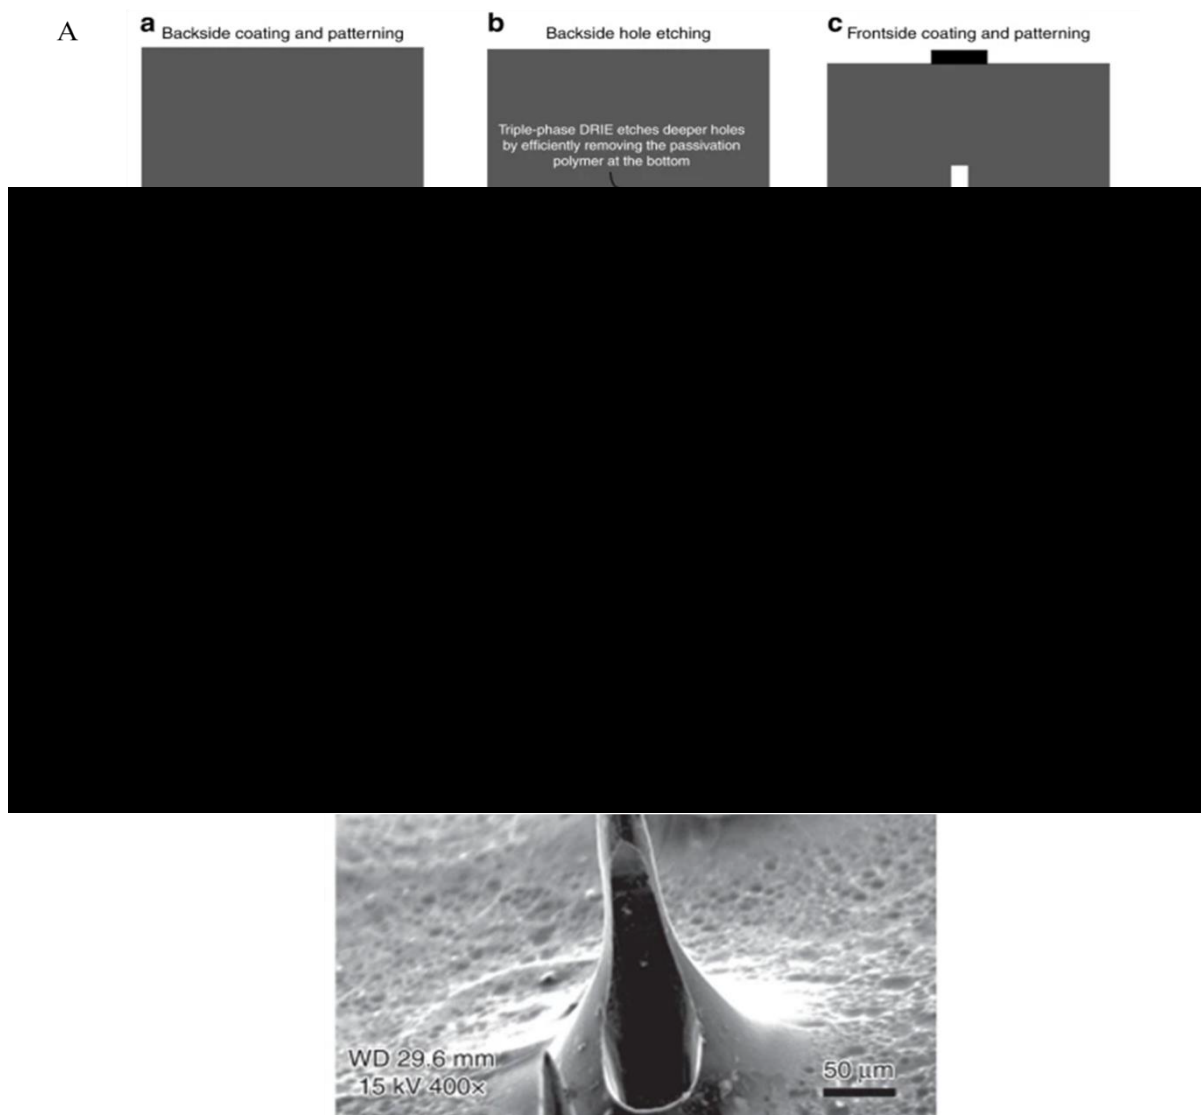 A
a Backside coating and patterning
b Backside hole etching
c Frontside coating and patterning
Triple-phase DRIE etches deeper holes
by efficiently removing the passivation
polymer at the bottom
WD 29.6 mm
15 kV 400×
50 µm